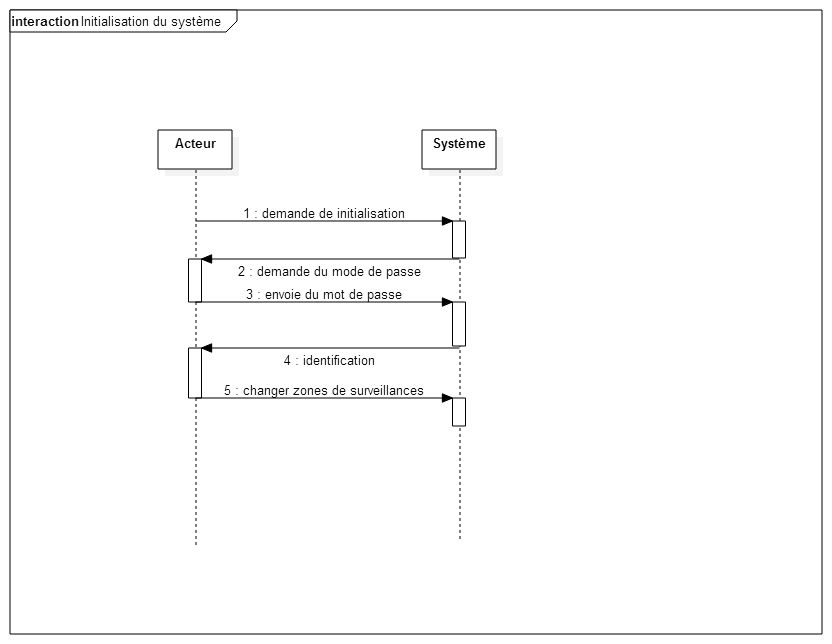 interaction Initialisation du système
Acteur
Système
1 : demande de initialisation
2 : demande du mode de passe
3 : envoie du mot de passe
4 : identification
5 : changer zones de surveillances